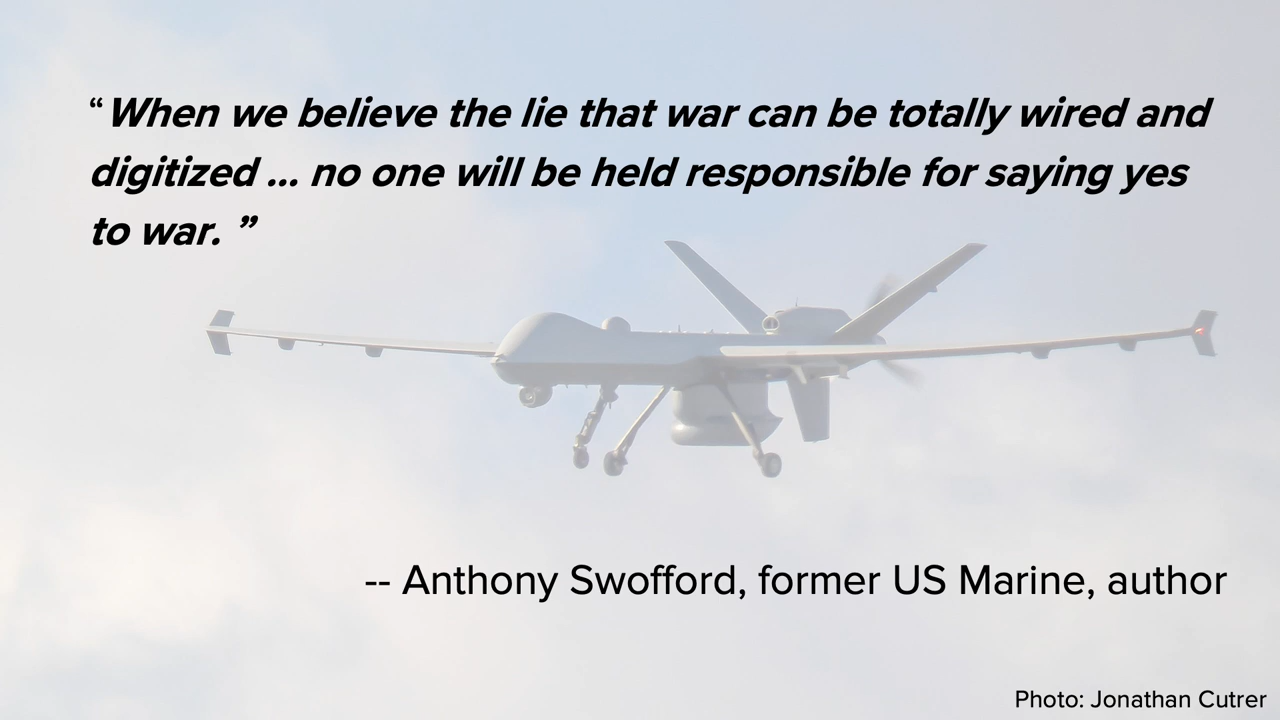 “When we believe the lie that war can be totally wired and
digitized ... no one will be held responsible for saying yes
to war. ”
-- Anthony Swofford, former US Marine, author
Photo: Jonathan Cutrer